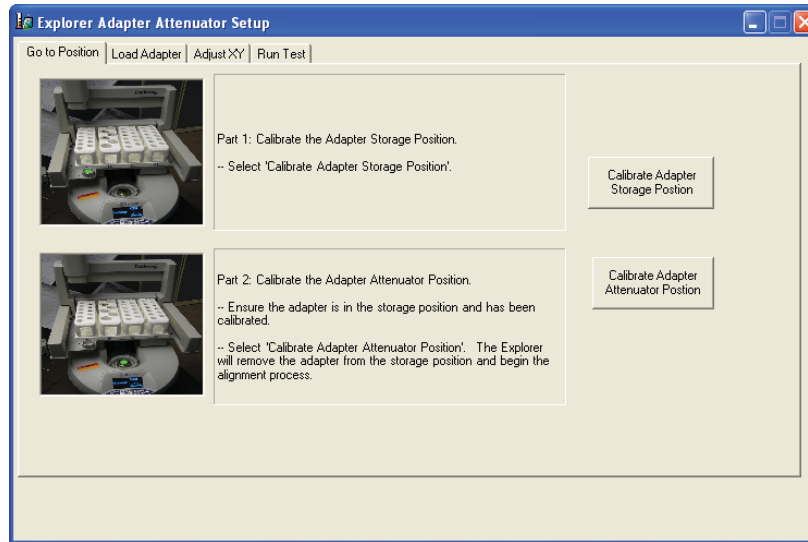 Explorer Adapter Attenuator Setup
Go to Position
Load Adapter
Adjust XY
Run Test
Part 1: Calibrate the Adapter Storage Position.
-- Select 'Calibrate Adapter Storage Position'.
Calibrate Adapter
Storage Postion
Part 2: Calibrate the Adapter Attenuator Position.
-- Ensure the adapter is in the storage position and has been
calibrated.
-- Select 'Calibrate Adapter Attenuator Position'.  The Explorer
will remove the adapter from the storage position and begin the
alignment process.
Calibrate Adapter
Attenuator Postion